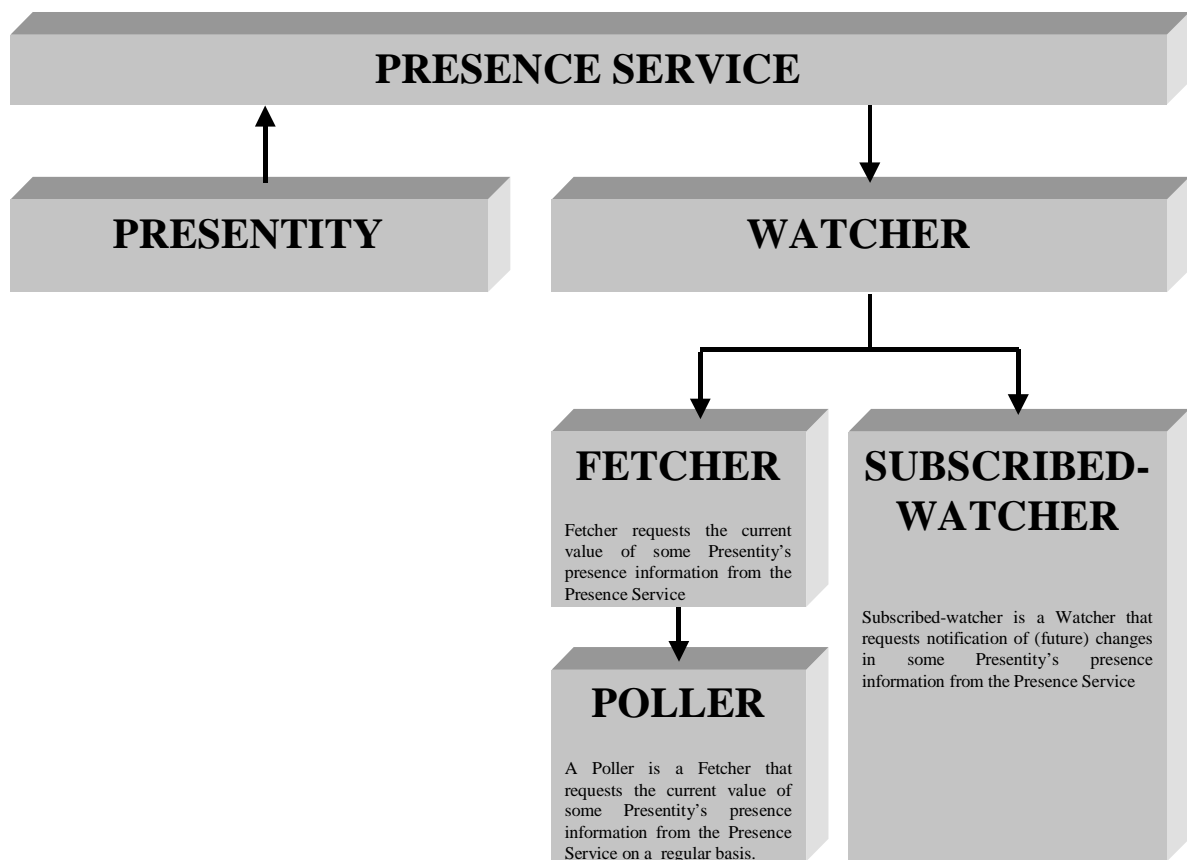 PRESENCE SERVICE
PRESENTITY
WATCHER
FETCHER
Fetcher requests the current
value of some Presentity's
presence information from the
Presence Service
SUBSCRIBED-
WATCHER
Subscribed-watcher is a Watcher that
requests notification of (future) changes
in some Presentity's presence
information from the Presence Service
POLLER
A Poller is a Fetcher that
requests the current value of
some Presentity's presence
information from the Presence
Service on a regular basis.